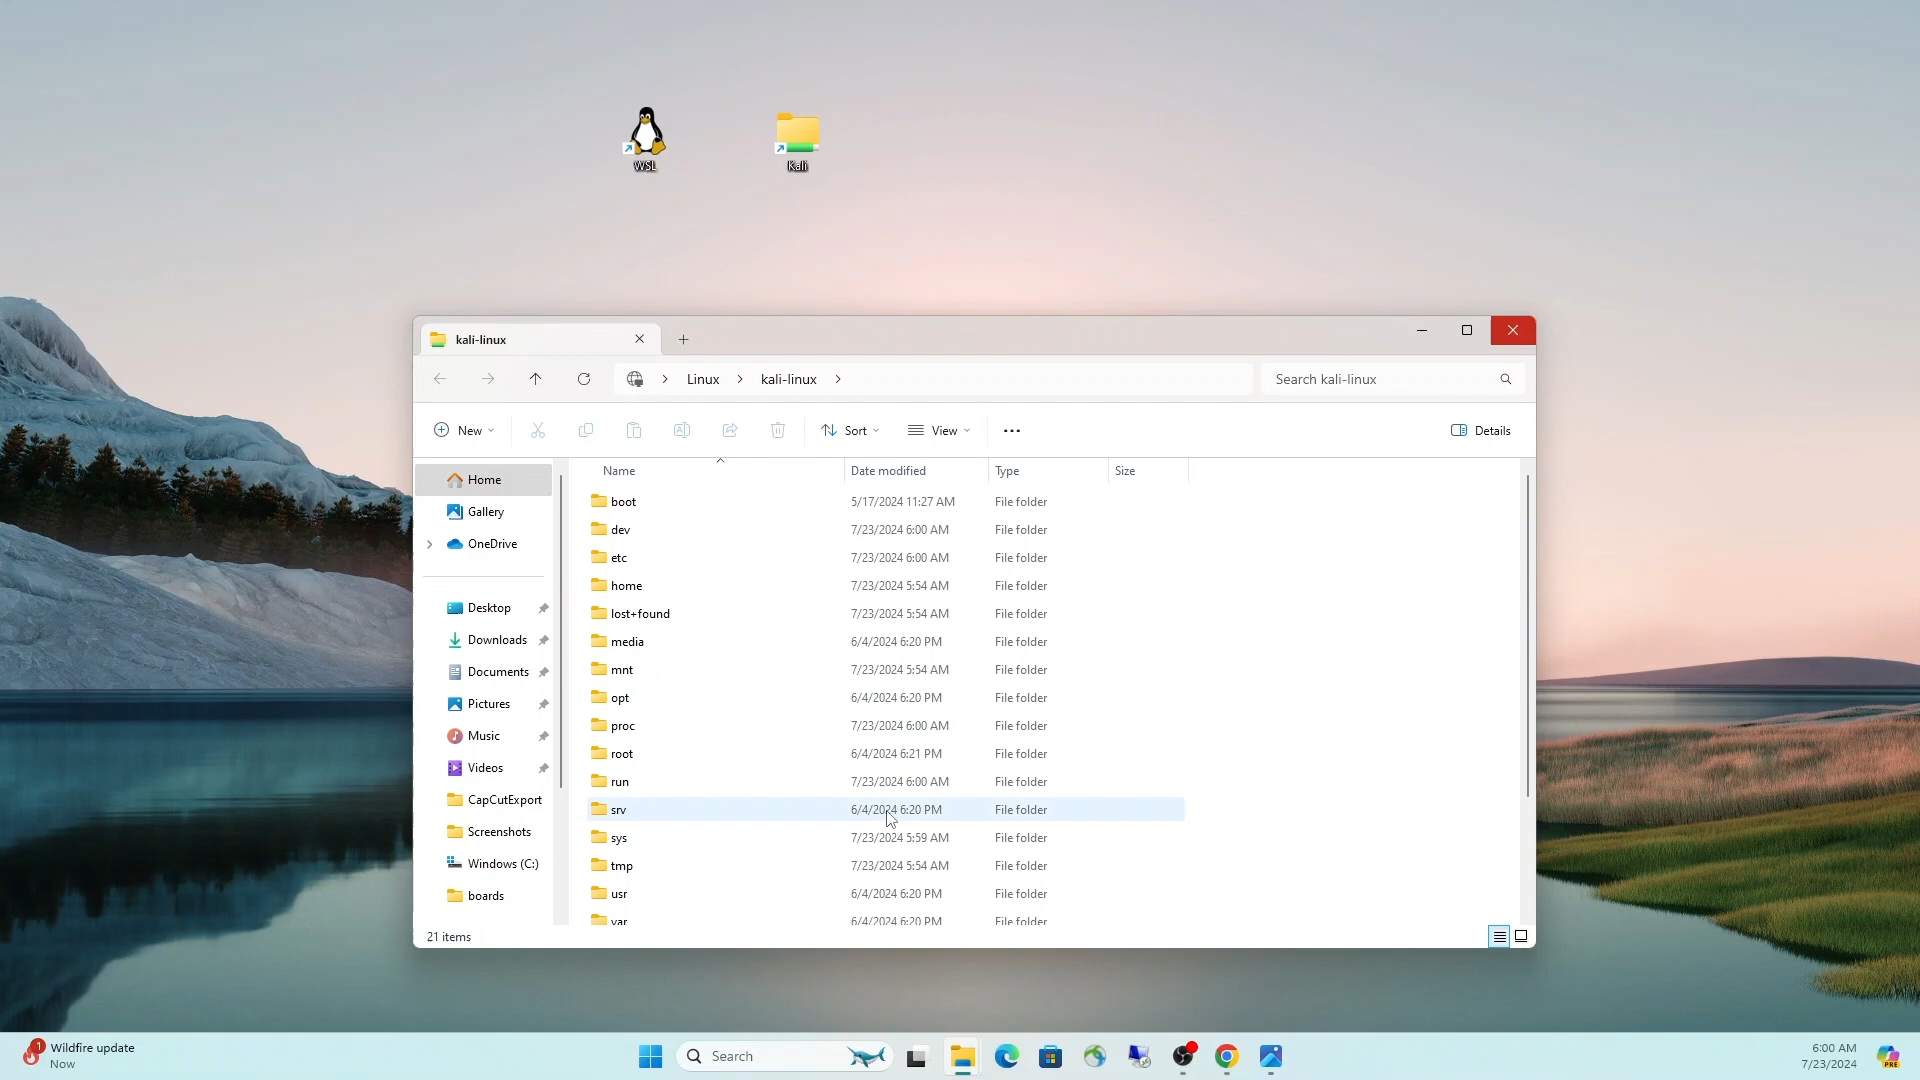 WSL
Kali
kali-linux
Linux
kali-linux
Search kali-linux
New
Sort
View
Details
Name
Date modified
Type
Size
Home
Gallery
OneDrive
Desktop
Downloads
Documents
Pictures
Music
Videos
CapCutExport
Screenshots
Windows (C:)
boards
boot 5/17/2024 11:27 AM File folder
dev 7/23/2024 6:00 AM File folder
etc 7/23/2024 6:00 AM File folder
home 7/23/2024 5:54 AM File folder
lost+found 7/23/2024 5:54 AM File folder
media 6/4/2024 6:20 PM File folder
mnt 7/23/2024 5:54 AM File folder
opt 6/4/2024 6:20 PM File folder
proc 7/23/2024 6:00 AM File folder
root 6/4/2024 6:21 PM File folder
run 7/23/2024 6:00 AM File folder
srv 6/4/2024 6:20 PM File folder
sys 7/23/2024 5:59 AM File folder
tmp 7/23/2024 5:54 AM File folder
usr 6/4/2024 6:20 PM File folder
var 6/4/2024 6:20 PM File folder
21 items
1
Wildfire update
Now
Search
6:00 AM
7/23/2024
PRE